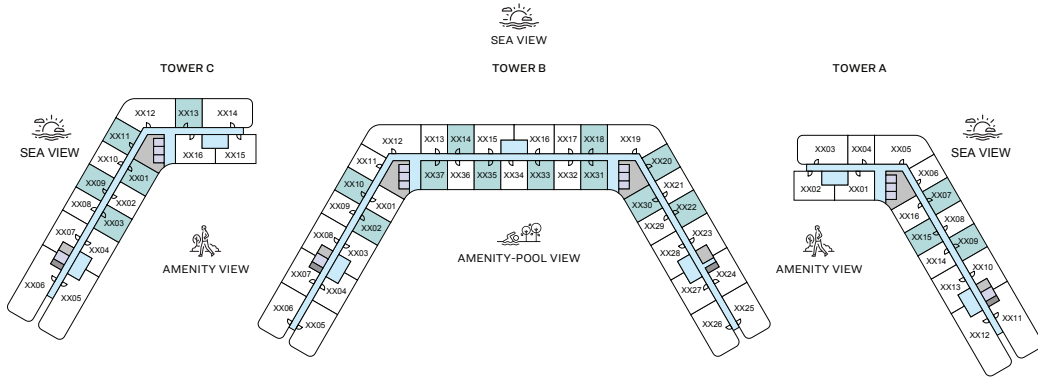 SEA VIEW
TOWER C
TOWER B
TOWER A
SEA VIEW
XX12
XX13
XX14
XX11
XX10
XX16
XX15
XX09
XX01
XX08
XX02
XX07
XX03
XX06
XX04
XX05
AMENITY VIEW
XX12
XX13
XX14
XX15
XX16
XX17
XX18
XX19
XX11
XX20
XX10
XX37
XX36
XX35
XX34
XX33
XX32
XX31
XX21
XX09
XX01
XX30
XX22
XX08
XX02
XX29
XX23
XX07
XX03
XX28
XX24
XX06
XX04
XX27
XX25
XX05
XX26
AMENITY-POOL VIEW
SEA VIEW
XX03
XX04
XX05
XX02
XX01
XX06
XX07
XX16
XX08
XX15
XX09
XX14
XX10
XX13
XX11
XX12
AMENITY VIEW